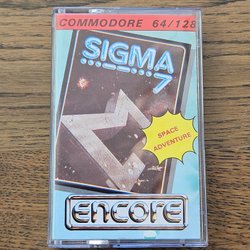 COMMODORE 64/128
SIGMA
7
SPACE
ADVENTURE
ENCORE